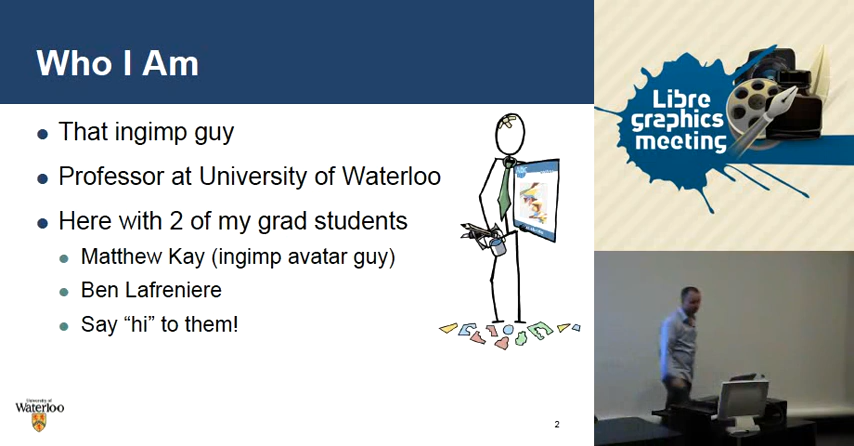 Who I Am
That ingimp guy
Professor at University of Waterloo
Here with 2 of my grad students
Matthew Kay (ingimp avatar guy)
Ben Lafreniere
Say “hi” to them!
University of
Waterloo
2
Libre
graphics
meeting